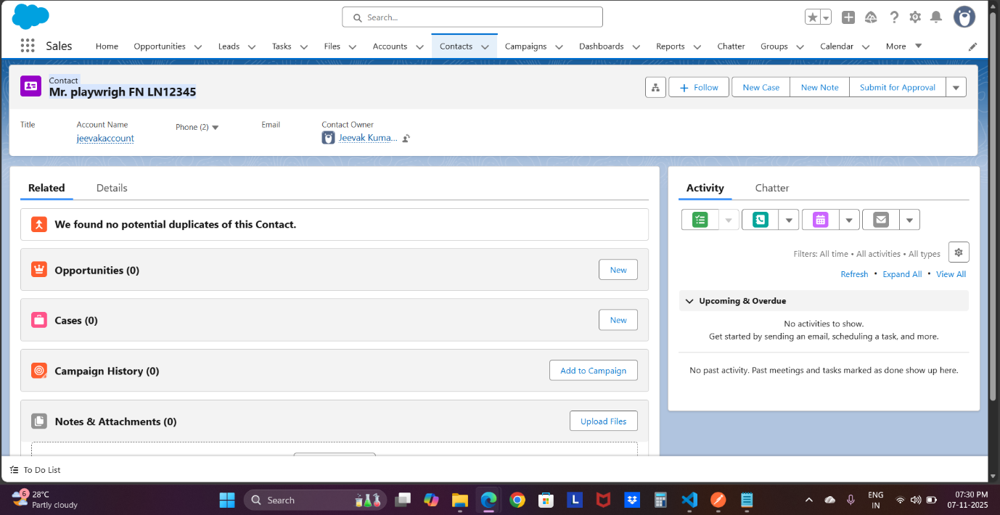 Search...
Sales
Home Opportunities Leads Tasks Files Accounts Contacts Campaigns Dashboards Reports Chatter Groups Calendar More
Contact
Mr. playwrigh FN LN12345
Follow New Case New Note Submit for Approval
Title Account Name Phone (2) Email Contact Owner
jeevakaccount Jeevak Kuma...
Related Details
We found no potential duplicates of this Contact.
Opportunities (0) New
Cases (0) New
Campaign History (0) Add to Campaign
Notes & Attachments (0) Upload Files
Activity Chatter
Filters: All time • All activities • All types
Refresh • Expand All • View All
Upcoming & Overdue
No activities to show.
Get started by sending an email, scheduling a task, and more.
No past activity. Past meetings and tasks marked as done show up here.
To Do List
6
28°C
Partly cloudy
Search
L
ENG
IN
07:30 PM
07-11-2025